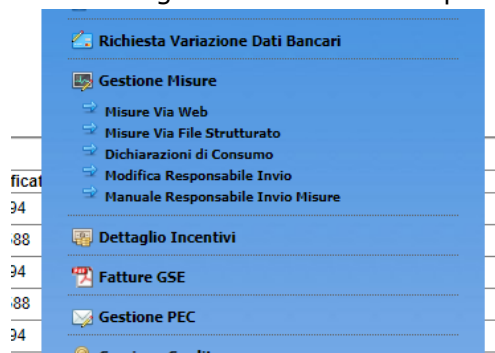 Richiesta Variazione Dati Bancari
Gestione Misure
Misure Via Web
Misure Via File Strutturato
Dichiarazioni di Consumo
Modifica Responsabile Invio
Manuale Responsabile Invio Misure
ficat
94
88
94
88
94
Dettaglio Incentivi
Fatture GSE
Gestione PEC